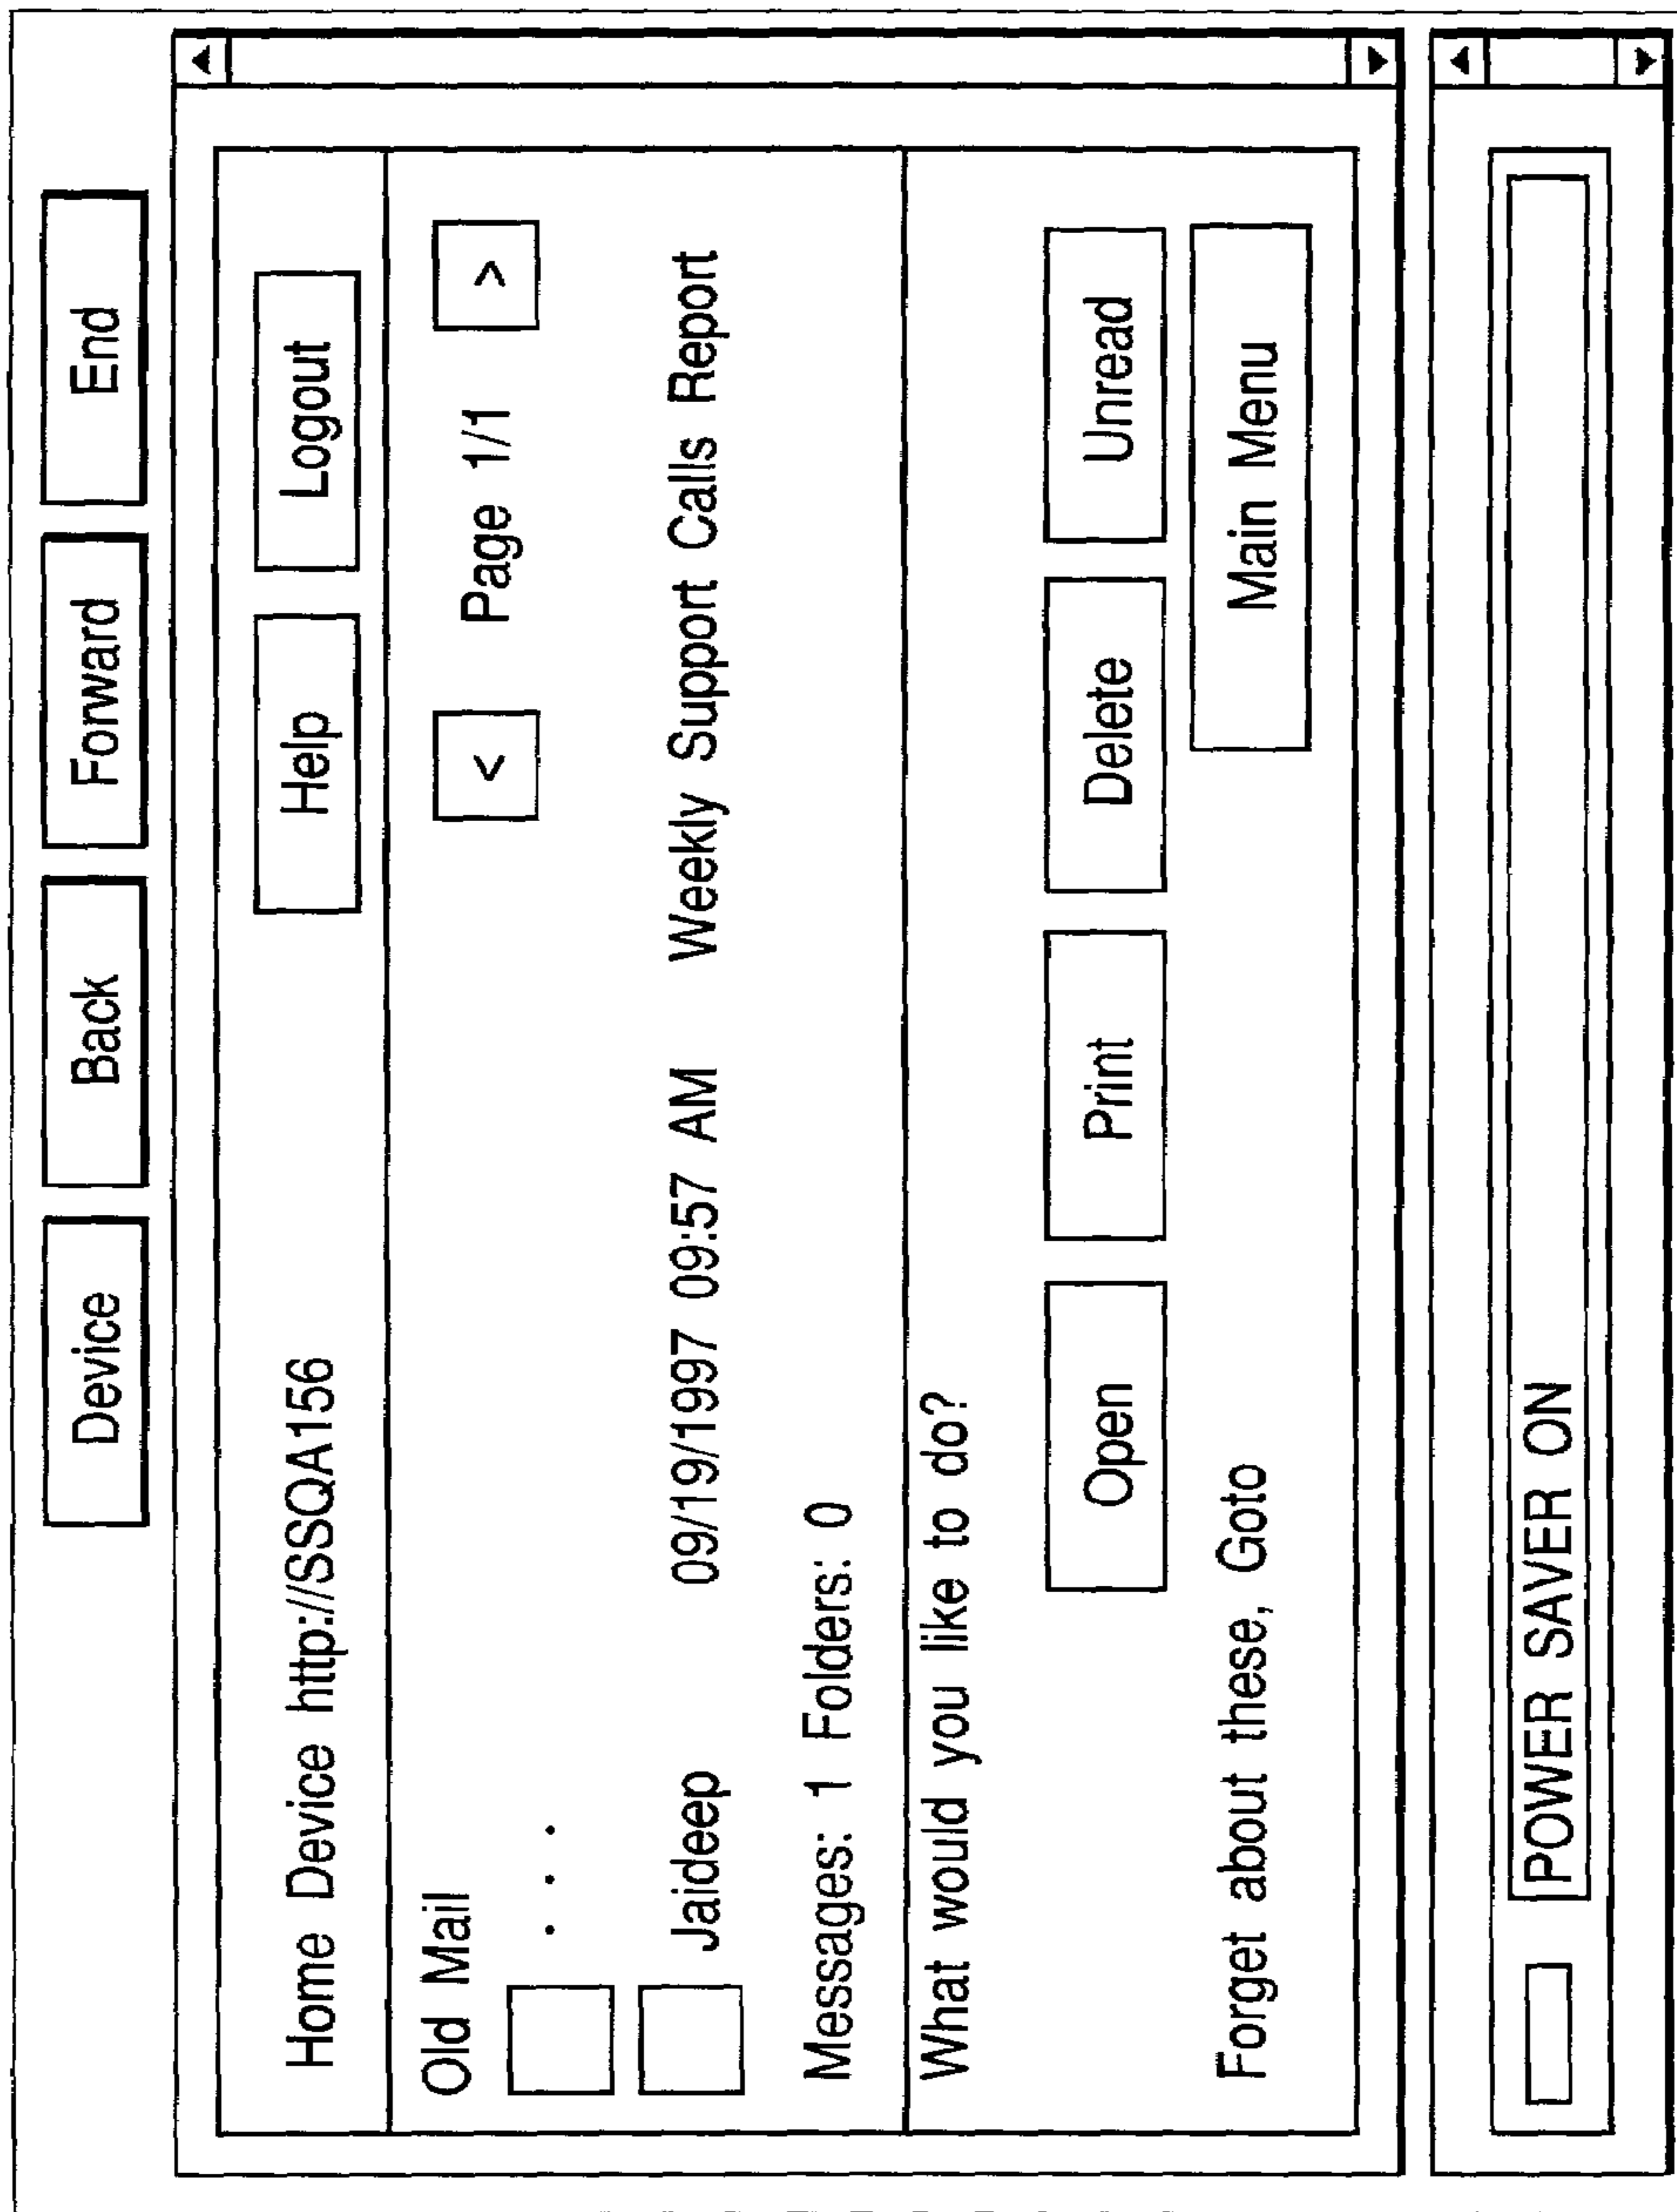 Device Back Forward End
Home Device http://SSQA156 Help Logout
Old Mail < Page 1/1 >
. . .
Jaideep 09/19/1997 09:57 AM Weekly Support Calls Report
Messages: 1 Folders: 0
What would you like to do?
Open Print Delete Unread
Forget about these, Goto Main Menu
POWER SAVER ON